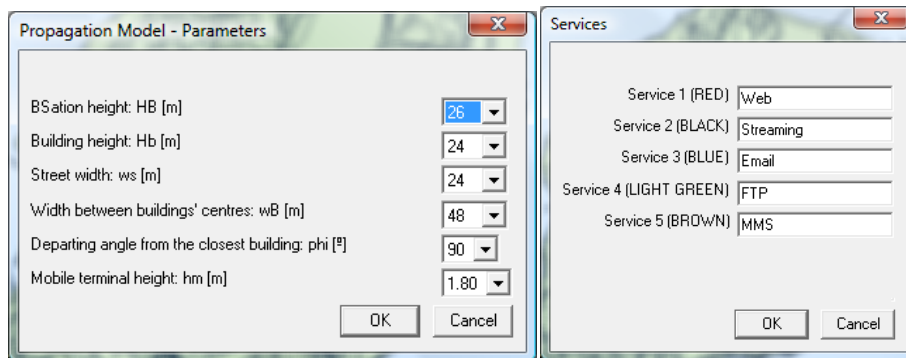 Propagation Model - Parameters
BSation height: HB [m] 26
Building height: Hb [m] 24
Street width: ws [m] 24
Width between buildings' centres: wB [m] 48
Departing angle from the closest building: phi [º] 90
Mobile terminal height: hm [m] 1.80
OK Cancel
Services
Service 1 (RED) Web
Service 2 (BLACK) Streaming
Service 3 (BLUE) Email
Service 4 (LIGHT GREEN) FTP
Service 5 (BROWN) MMS
OK Cancel